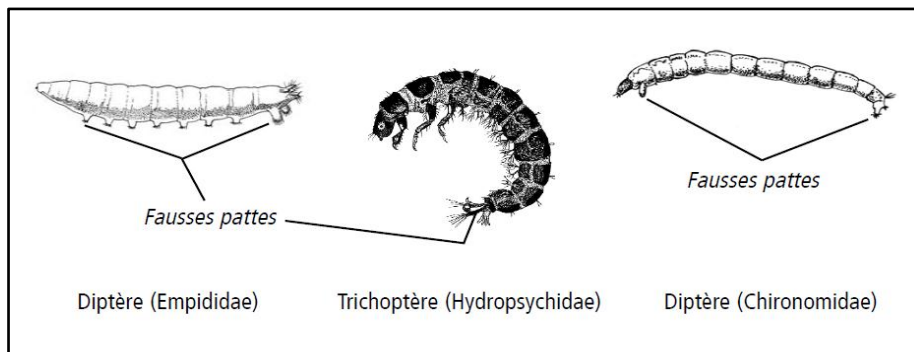 Fausses pattes
Fausses pattes
Diptère (Empididae)
Trichoptère (Hydropsychidae)
Diptère (Chironomidae)